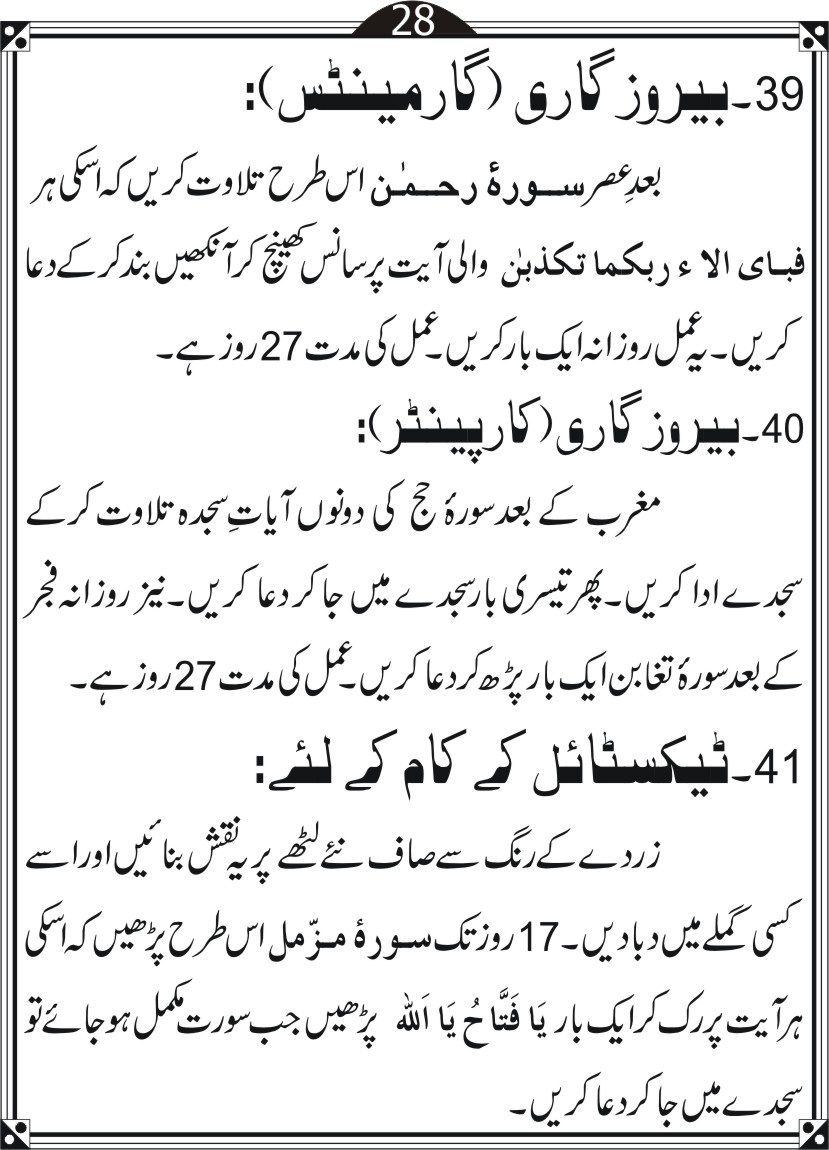 28
39۔بیروزگاری (گارمینٹس):
بعدِ عصر سورۂ رحمٰن اس طرح تلاوت کریں کہ اسکی ہر
فبای الا ء ربکما تکذبٰن والی آیت پر سانس کھینچ کر آنکھیں بند کر کے دعا
کریں۔ یہ عمل روزانہ ایک بار کریں۔ عمل کی مدت 27 روز ہے۔
40۔بیروزگاری (کارپینٹر):
مغرب کے بعد سورۂ حج کی دونوں آیاتِ سجدہ تلاوت کر کے
سجدے ادا کریں۔ پھر تیسری بار سجدے میں جا کر دعا کریں۔ نیز روزانہ فجر
کے بعد سورۂ تغابن ایک بار پڑھ کر دعا کریں۔ عمل کی مدت 27 روز ہے۔
41۔ٹیکسٹائل کے کام کے لئے:
زردے کے رنگ سے صاف نئے لٹھے پر یہ نقش بنائیں اور اسے
کسی گملے میں دبا دیں۔ 17 روز تک سورۂ مزّمل اس طرح پڑھیں کہ اسکی
ہر آیت پر رک کر ایک بار یَا فَتَّاحُ یَا اَللہ پڑھیں جب سورت مکمل ہو جائے تو
سجدے میں جا کر دعا کریں۔